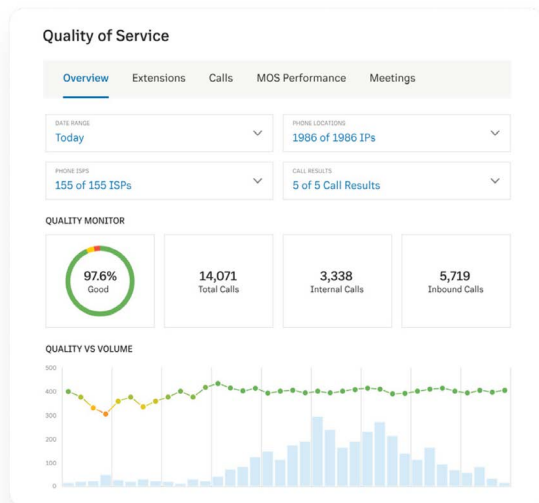 Quality of Service
Overview Extensions Calls MOS Performance Meetings
DATE RANGE
Today
PHONE LOCATIONS
1986 of 1986 IPs
PHONE ISPS
155 of 155 ISPs
CALL RESULTS
5 of 5 Call Results
QUALITY MONITOR
97.6%
Good
14,071
Total Calls
3,338
Internal Calls
5,719
Inbound Calls
QUALITY VS VOLUME
500
400
300
200
100
0